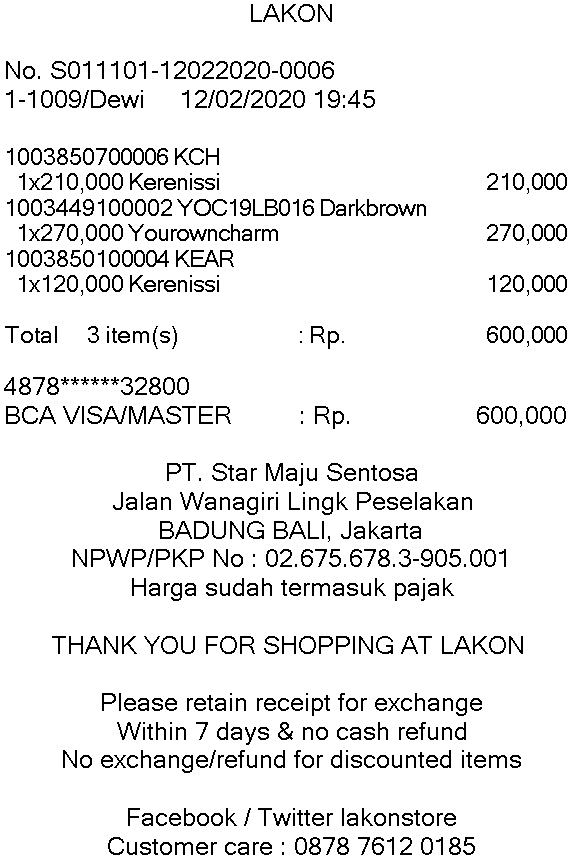 LAKON
No. S011101-12022020-0006
1-1009/Dewi 12/02/2020 19:45
1003850700006 KCH
1x210,000 Kerenissi 210,000
1003449100002 YOC19LB016 Darkbrown
1x270,000 Yourowncharm 270,000
1003850100004 KEAR
1x120,000 Kerenissi 120,000
Total 3 item(s) : Rp. 600,000
4878******32800
BCA VISA/MASTER : Rp. 600,000
PT. Star Maju Sentosa
Jalan Wanagiri Lingk Peselakan
BADUNG BALI, Jakarta
NPWP/PKP No : 02.675.678.3-905.001
Harga sudah termasuk pajak
THANK YOU FOR SHOPPING AT LAKON
Please retain receipt for exchange
Within 7 days & no cash refund
No exchange/refund for discounted items
Facebook / Twitter lakonstore
Customer care : 0878 7612 0185